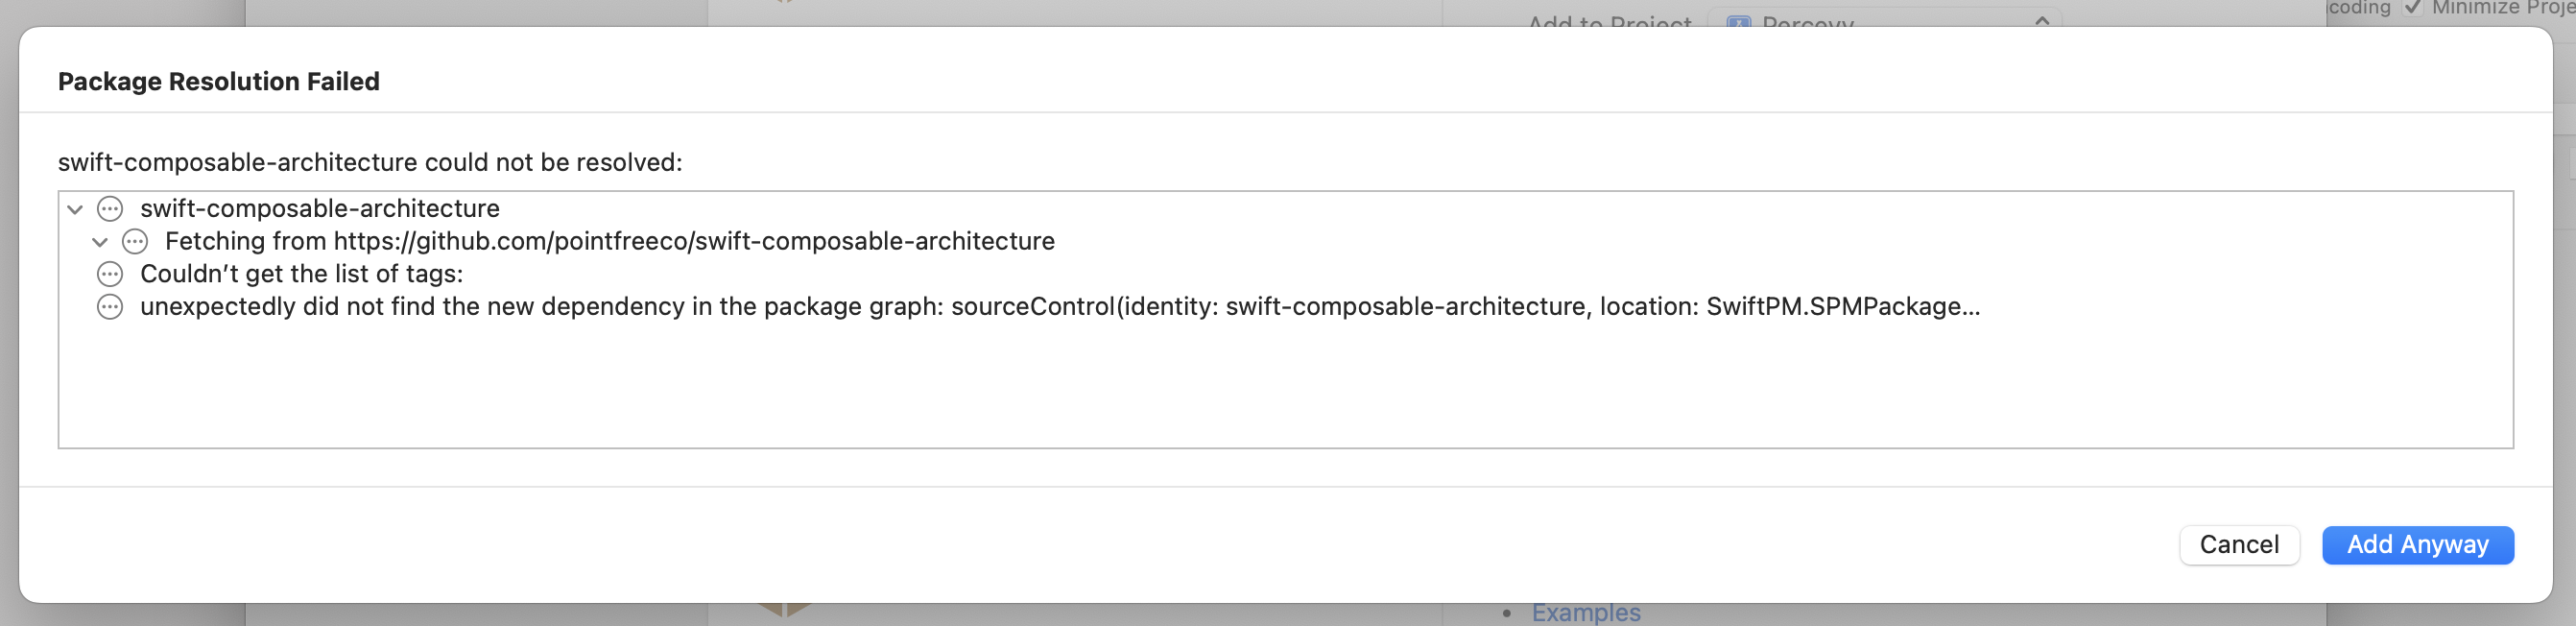 Add to Project Percevy
coding Minimize Proje
Package Resolution Failed
swift-composable-architecture could not be resolved:
swift-composable-architecture
Fetching from https://github.com/pointfreeco/swift-composable-architecture
Couldn’t get the list of tags:
unexpectedly did not find the new dependency in the package graph: sourceControl(identity: swift-composable-architecture, location: SwiftPM.SPMPackage...
Cancel Add Anyway
• Examples